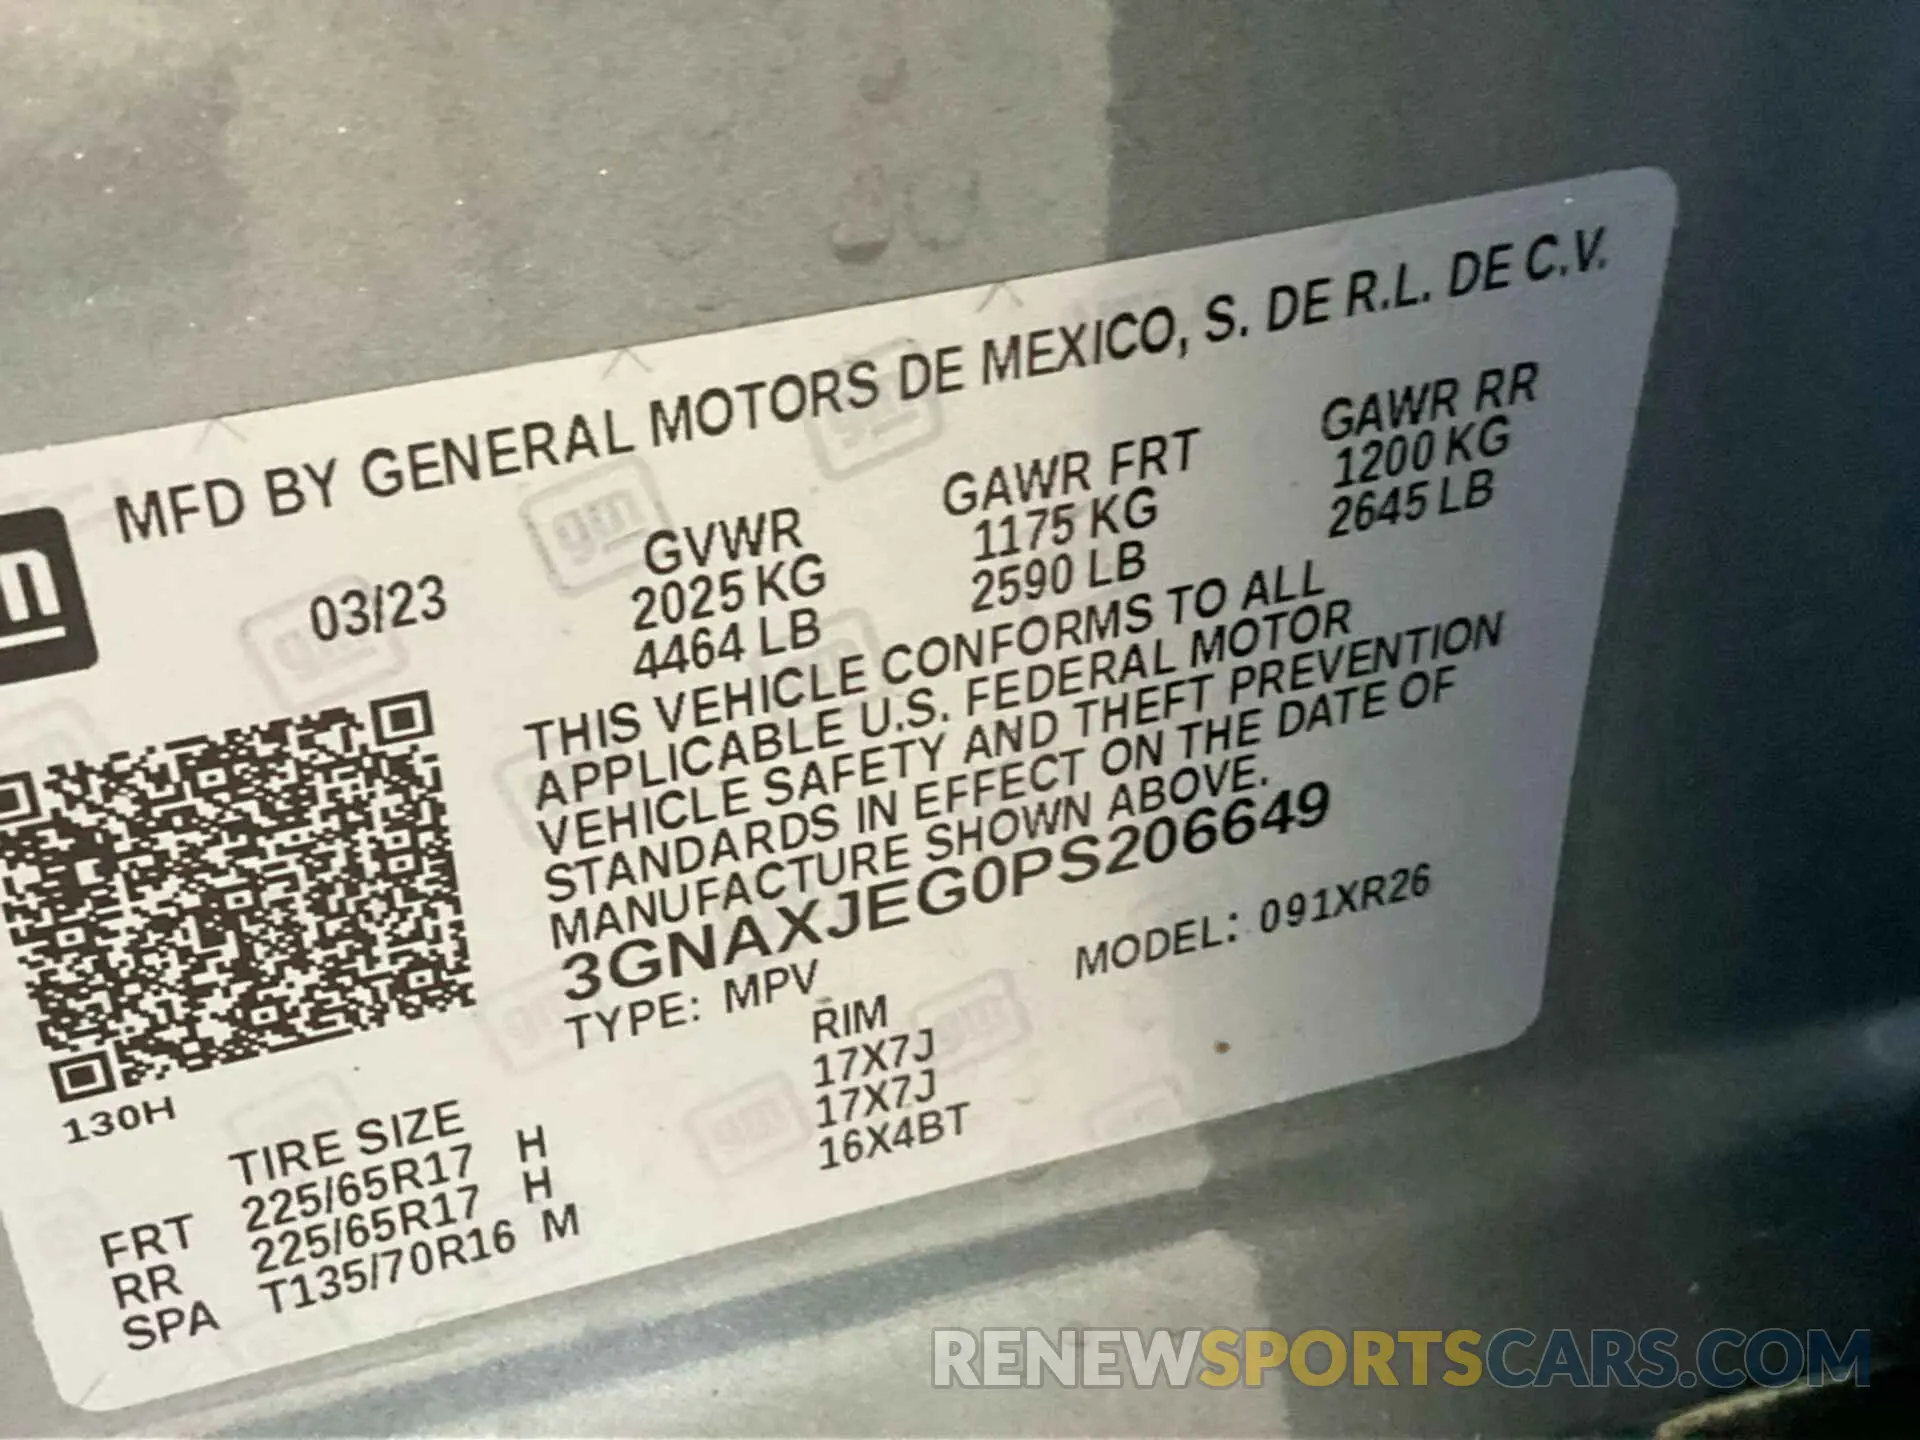 MFD BY GENERAL MOTORS DE MEXICO, S. DE R.L. DE C.V.
gm
03/23
GVWR GAWR FRT GAWR RR
2025 KG 1175 KG 1200 KG
4464 LB 2590 LB 2645 LB
THIS VEHICLE CONFORMS TO ALL
APPLICABLE U.S. FEDERAL MOTOR
VEHICLE SAFETY AND THEFT PREVENTION
STANDARDS IN EFFECT ON THE DATE OF
MANUFACTURE SHOWN ABOVE.
3GNAXJEG0PS206649
TYPE: MPV MODEL: 091XR26
130H
TIRE SIZE RIM
FRT 225/65R17 H 17X7J
RR 225/65R17 H 17X7J
SPA T135/70R16 M 16X4BT
RENEWSPORTSCARS.COM